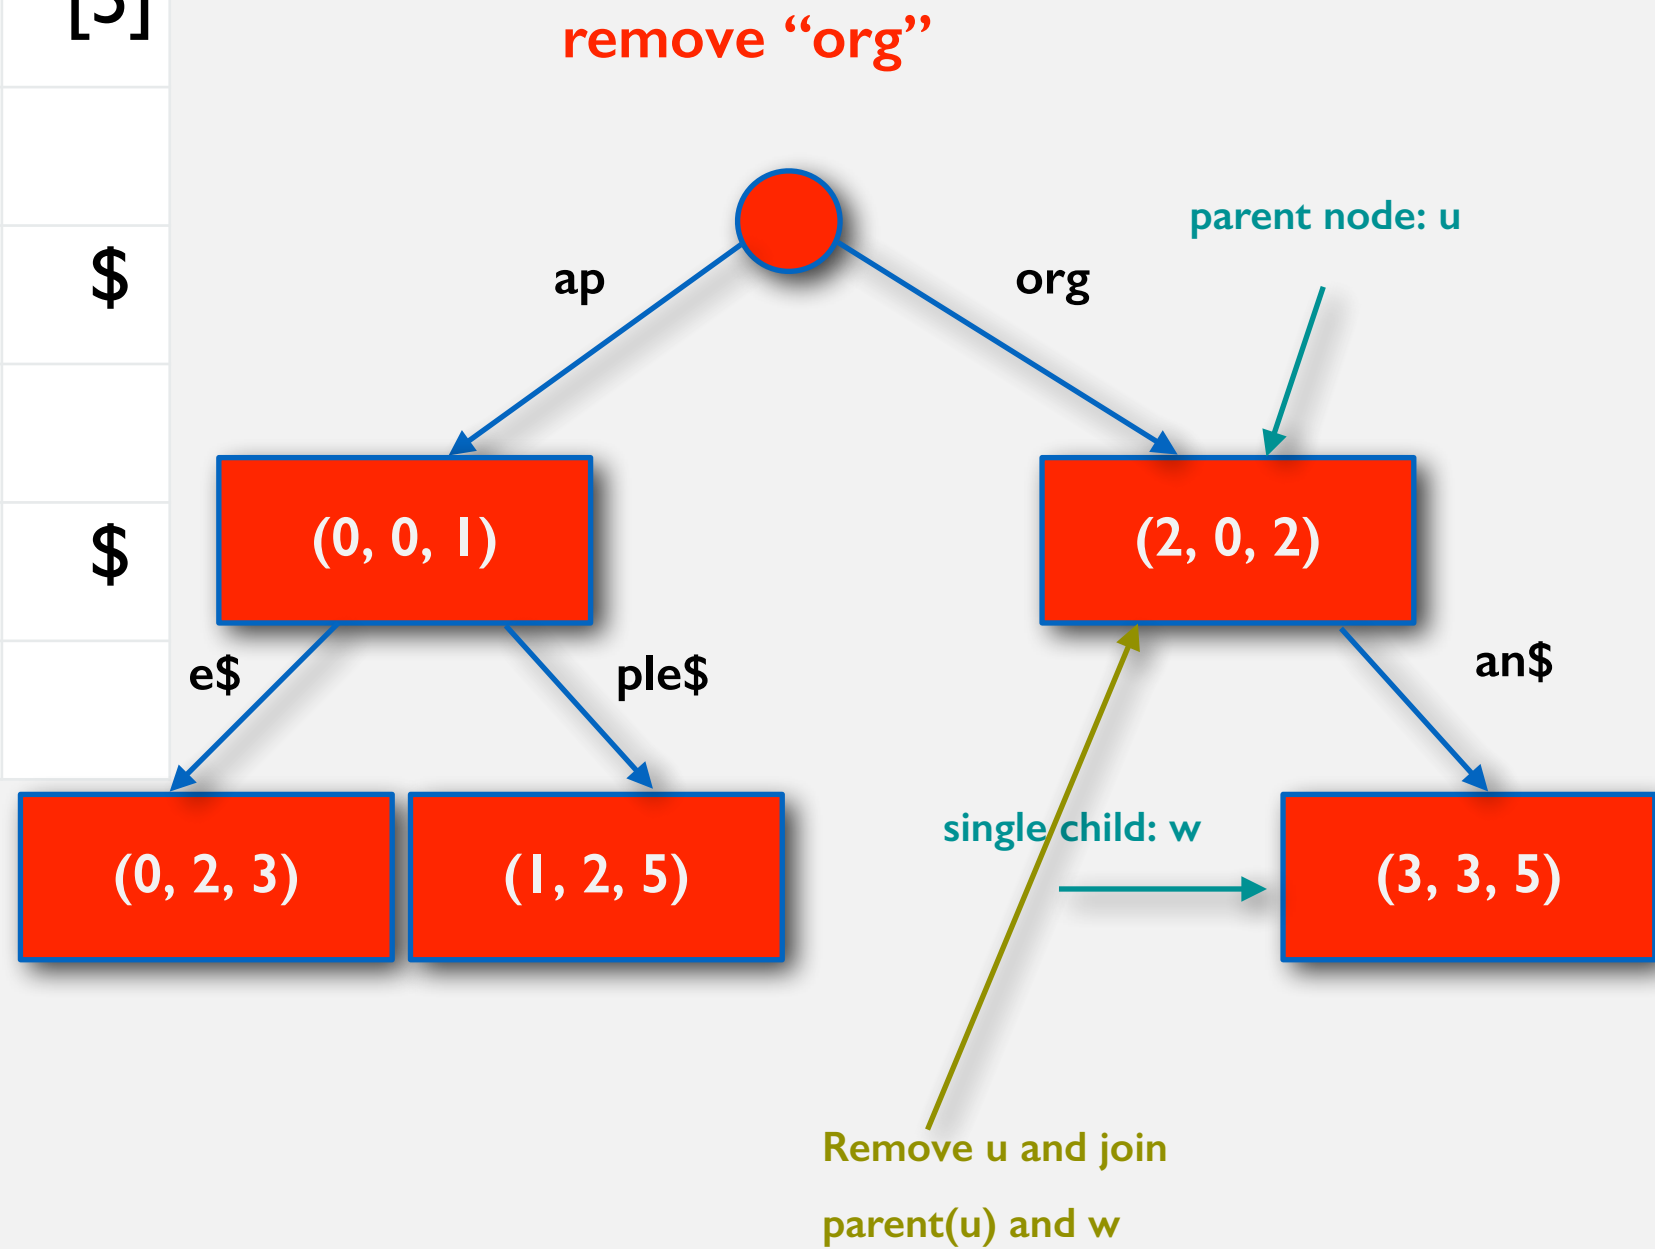 [5]
remove “org”
parent node: u
$
ap
org
$
(0, 0, 1)
(2, 0, 2)
e$
ple$
an$
single child: w
(0, 2, 3)
(1, 2, 5)
(3, 3, 5)
Remove u and join
parent(u) and w